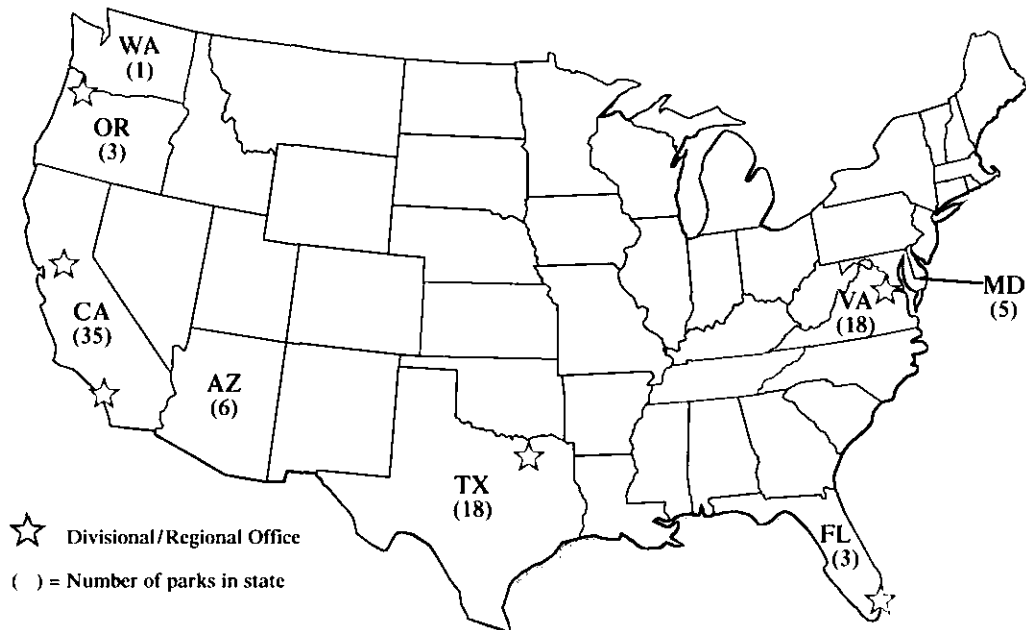 WA
(1)
OR
(3)
CA
(35)
AZ
(6)
TX
(18)
VA
(18)
MD
(5)
FL
(3)
Divisional/Regional Office
( ) = Number of parks in state